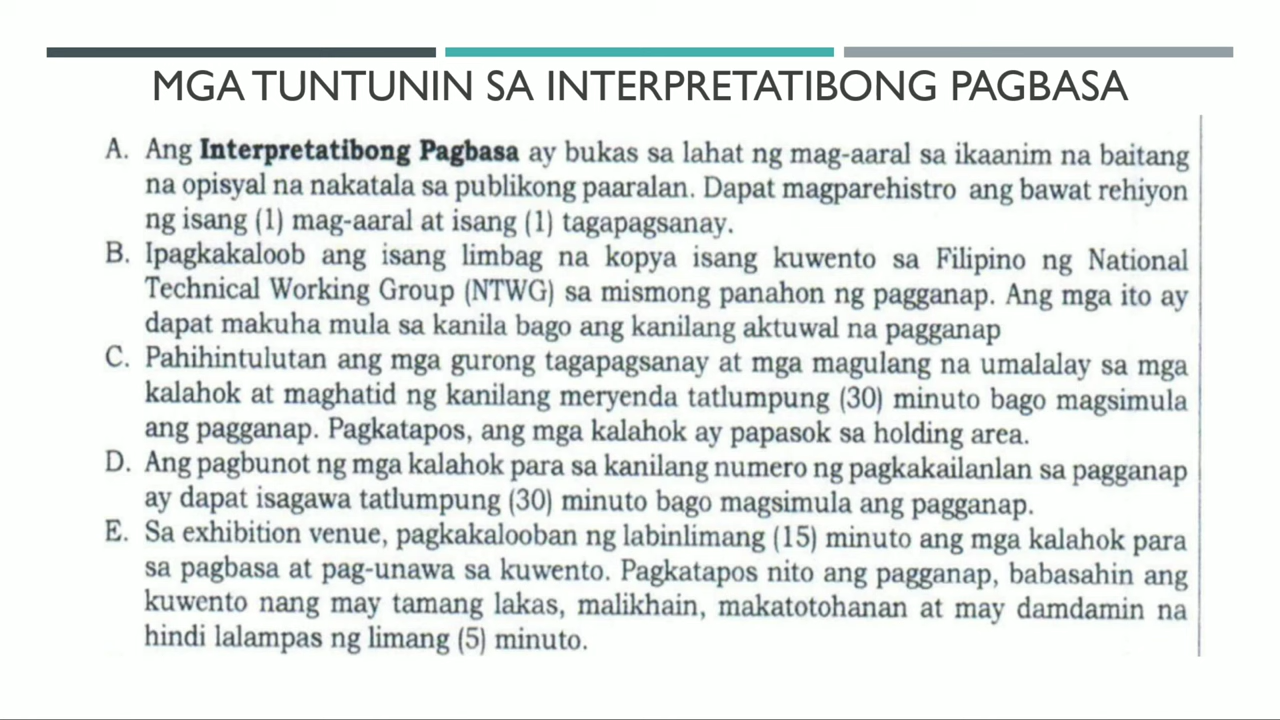 MGA TUNTUNIN SA INTERPRETATIBONG PAGBASA
A. Ang Interpretatibong Pagbasa ay bukas sa lahat ng mag-aaral sa ikaanim na baitang
na opisyal na nakatala sa publikong paaralan. Dapat magparehistro ang bawat rehiyon
ng isang (1) mag-aaral at isang (1) tagapagsanay.
B. Ipagkakaloob ang isang limbag na kopya isang kuwento sa Filipino ng National
Technical Working Group (NTWG) sa mismong panahon ng pagganap. Ang mga ito ay
dapat makuha mula sa kanila bago ang kanilang aktuwal na pagganap
C. Pahihintulutan ang mga gurong tagapagsanay at mga magulang na umalalay sa mga
kalahok at maghatid ng kanilang meryenda tatlumpung (30) minuto bago magsimula
ang pagganap. Pagkatapos, ang mga kalahok ay papasok sa holding area.
D. Ang pagbunot ng mga kalahok para sa kanilang numero ng pagkakailanlan sa pagganap
ay dapat isagawa tatlumpung (30) minuto bago magsimula ang pagganap.
E. Sa exhibition venue, pagkakalooban ng labinlimang (15) minuto ang mga kalahok para
sa pagbasa at pag-unawa sa kuwento. Pagkatapos nito ang pagganap, babasahin ang
kuwento nang may tamang lakas, malikhain, makatotohanan at may damdamin na
hindi lalampas ng limang (5) minuto.